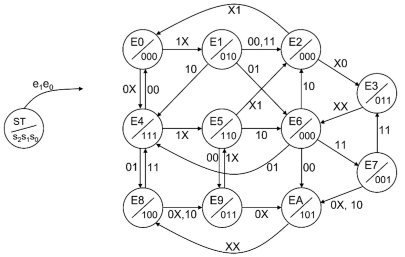 X1
E0
000
1X
E1
010
00,11
E2
000
X0
E3
011
e1e0
0X
00
10
01
10
XX
ST
s2s1s0
E4
111
1X
E5
110
X1
10
E6
000
11
11
E7
001
01
11
00
1X
01
00
0X, 10
E8
100
0X,10
E9
011
0X
EA
101
XX